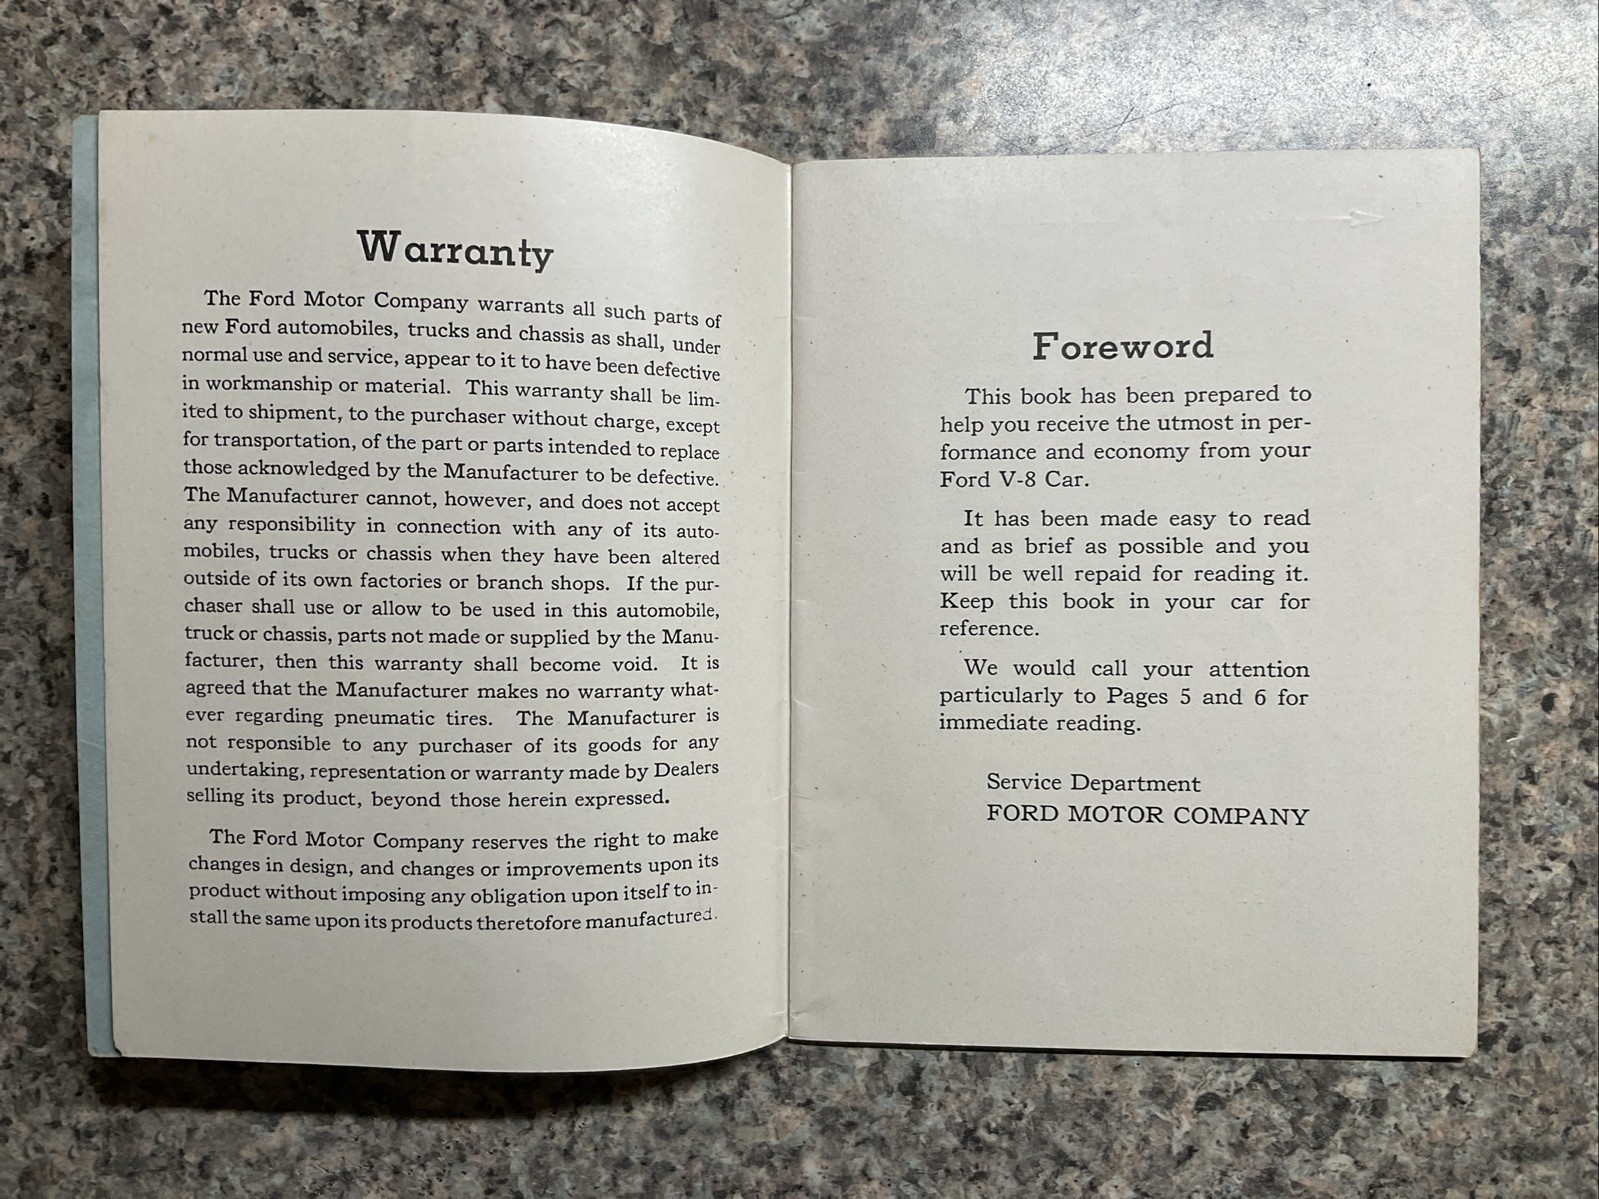 Warranty
The Ford Motor Company warrants all such parts of
new Ford automobiles, trucks and chassis as shall, under
normal use and service, appear to it to have been defective
in workmanship or material. This warranty shall be lim-
ited to shipment, to the purchaser without charge, except
for transportation, of the part or parts intended to replace
those acknowledged by the Manufacturer to be defective.
The Manufacturer cannot, however, and does not accept
any responsibility in connection with any of its auto-
mobiles, trucks or chassis when they have been altered
outside of its own factories or branch shops. If the pur-
chaser shall use or allow to be used in this automobile,
truck or chassis, parts not made or supplied by the Manu-
facturer, then this warranty shall become void. It is
agreed that the Manufacturer makes no warranty what-
ever regarding pneumatic tires. The Manufacturer is
not responsible to any purchaser of its goods for any
undertaking, representation or warranty made by Dealers
selling its product, beyond those herein expressed.
The Ford Motor Company reserves the right to make
changes in design, and changes or improvements upon its
product without imposing any obligation upon itself to in-
stall the same upon its products theretofore manufactured.
Foreword
This book has been prepared to
help you receive the utmost in per-
formance and economy from your
Ford V-8 Car.
It has been made easy to read
and as brief as possible and you
will be well repaid for reading it.
Keep this book in your car for
reference.
We would call your attention
particularly to Pages 5 and 6 for
immediate reading.
Service Department
FORD MOTOR COMPANY